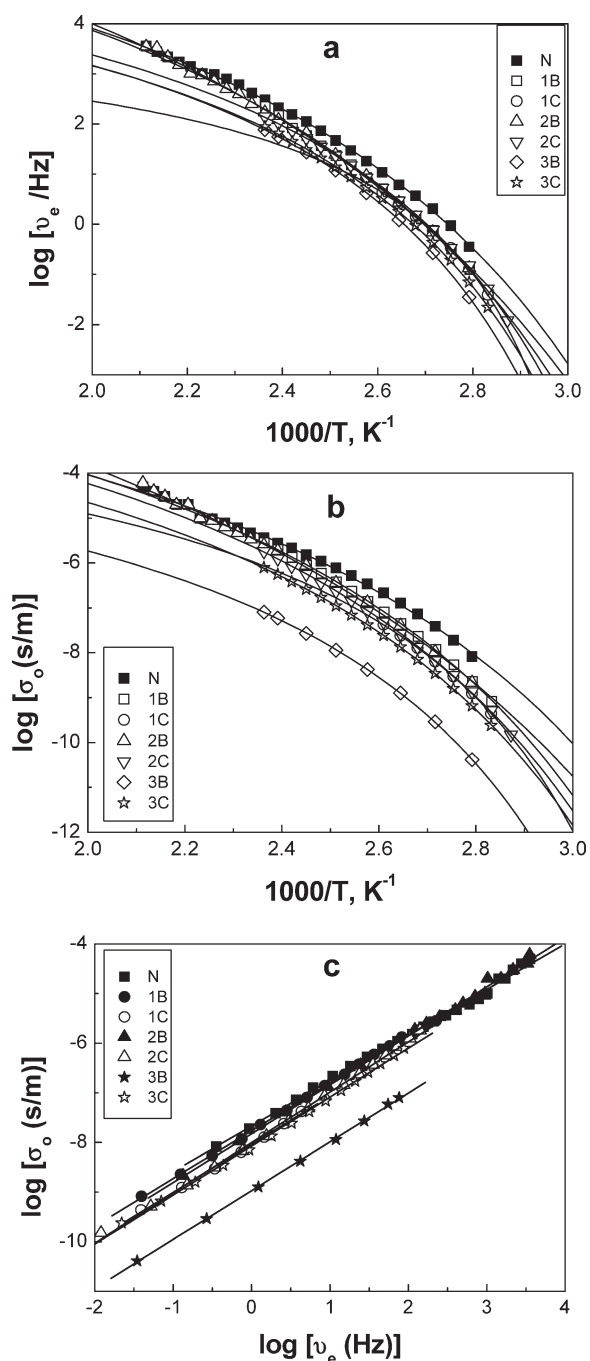 a
N
1B
1C
2B
2C
3B
3C
log [υe /Hz]
4
2
0
-2
2.0 2.2 2.4 2.6 2.8 3.0
1000/T, K-1
b
N
1B
1C
2B
2C
3B
3C
log [σo(s/m)]
-4
-6
-8
-10
-12
2.0 2.2 2.4 2.6 2.8 3.0
1000/T, K-1
c
N
1B
1C
2B
2C
3B
3C
log [σo (s/m)]
-4
-6
-8
-10
-2 -1 0 1 2 3 4
log [υe (Hz)]